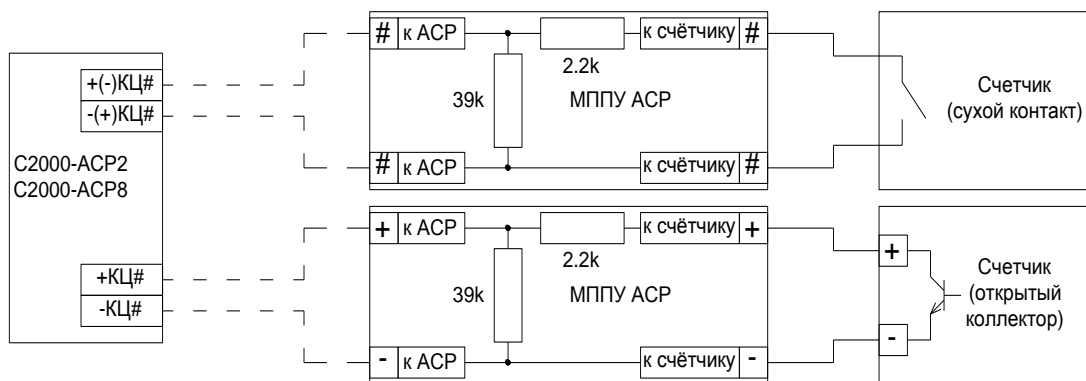 # к АСР к счётчику #
2.2k
39k
МППУ АСР
# к АСР к счётчику #
+(-)КЦ#
-(+)КЦ#
С2000-АСР2
С2000-АСР8
+КЦ#
-КЦ#
Счетчик
(сухой контакт)
+ к АСР к счётчику +
2.2k
39k
МППУ АСР
- к АСР к счётчику -
+
-
Счетчик
(открытый
коллектор)